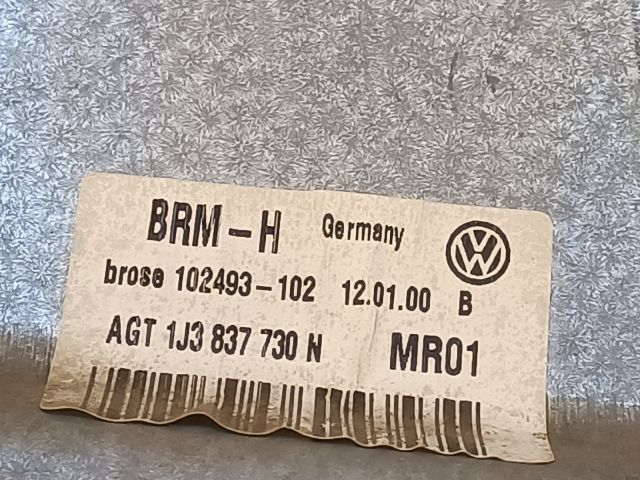 BRM-H Germany
brose 102493-102 12.01.00 B
AGT 1J3 837 730 N MR01